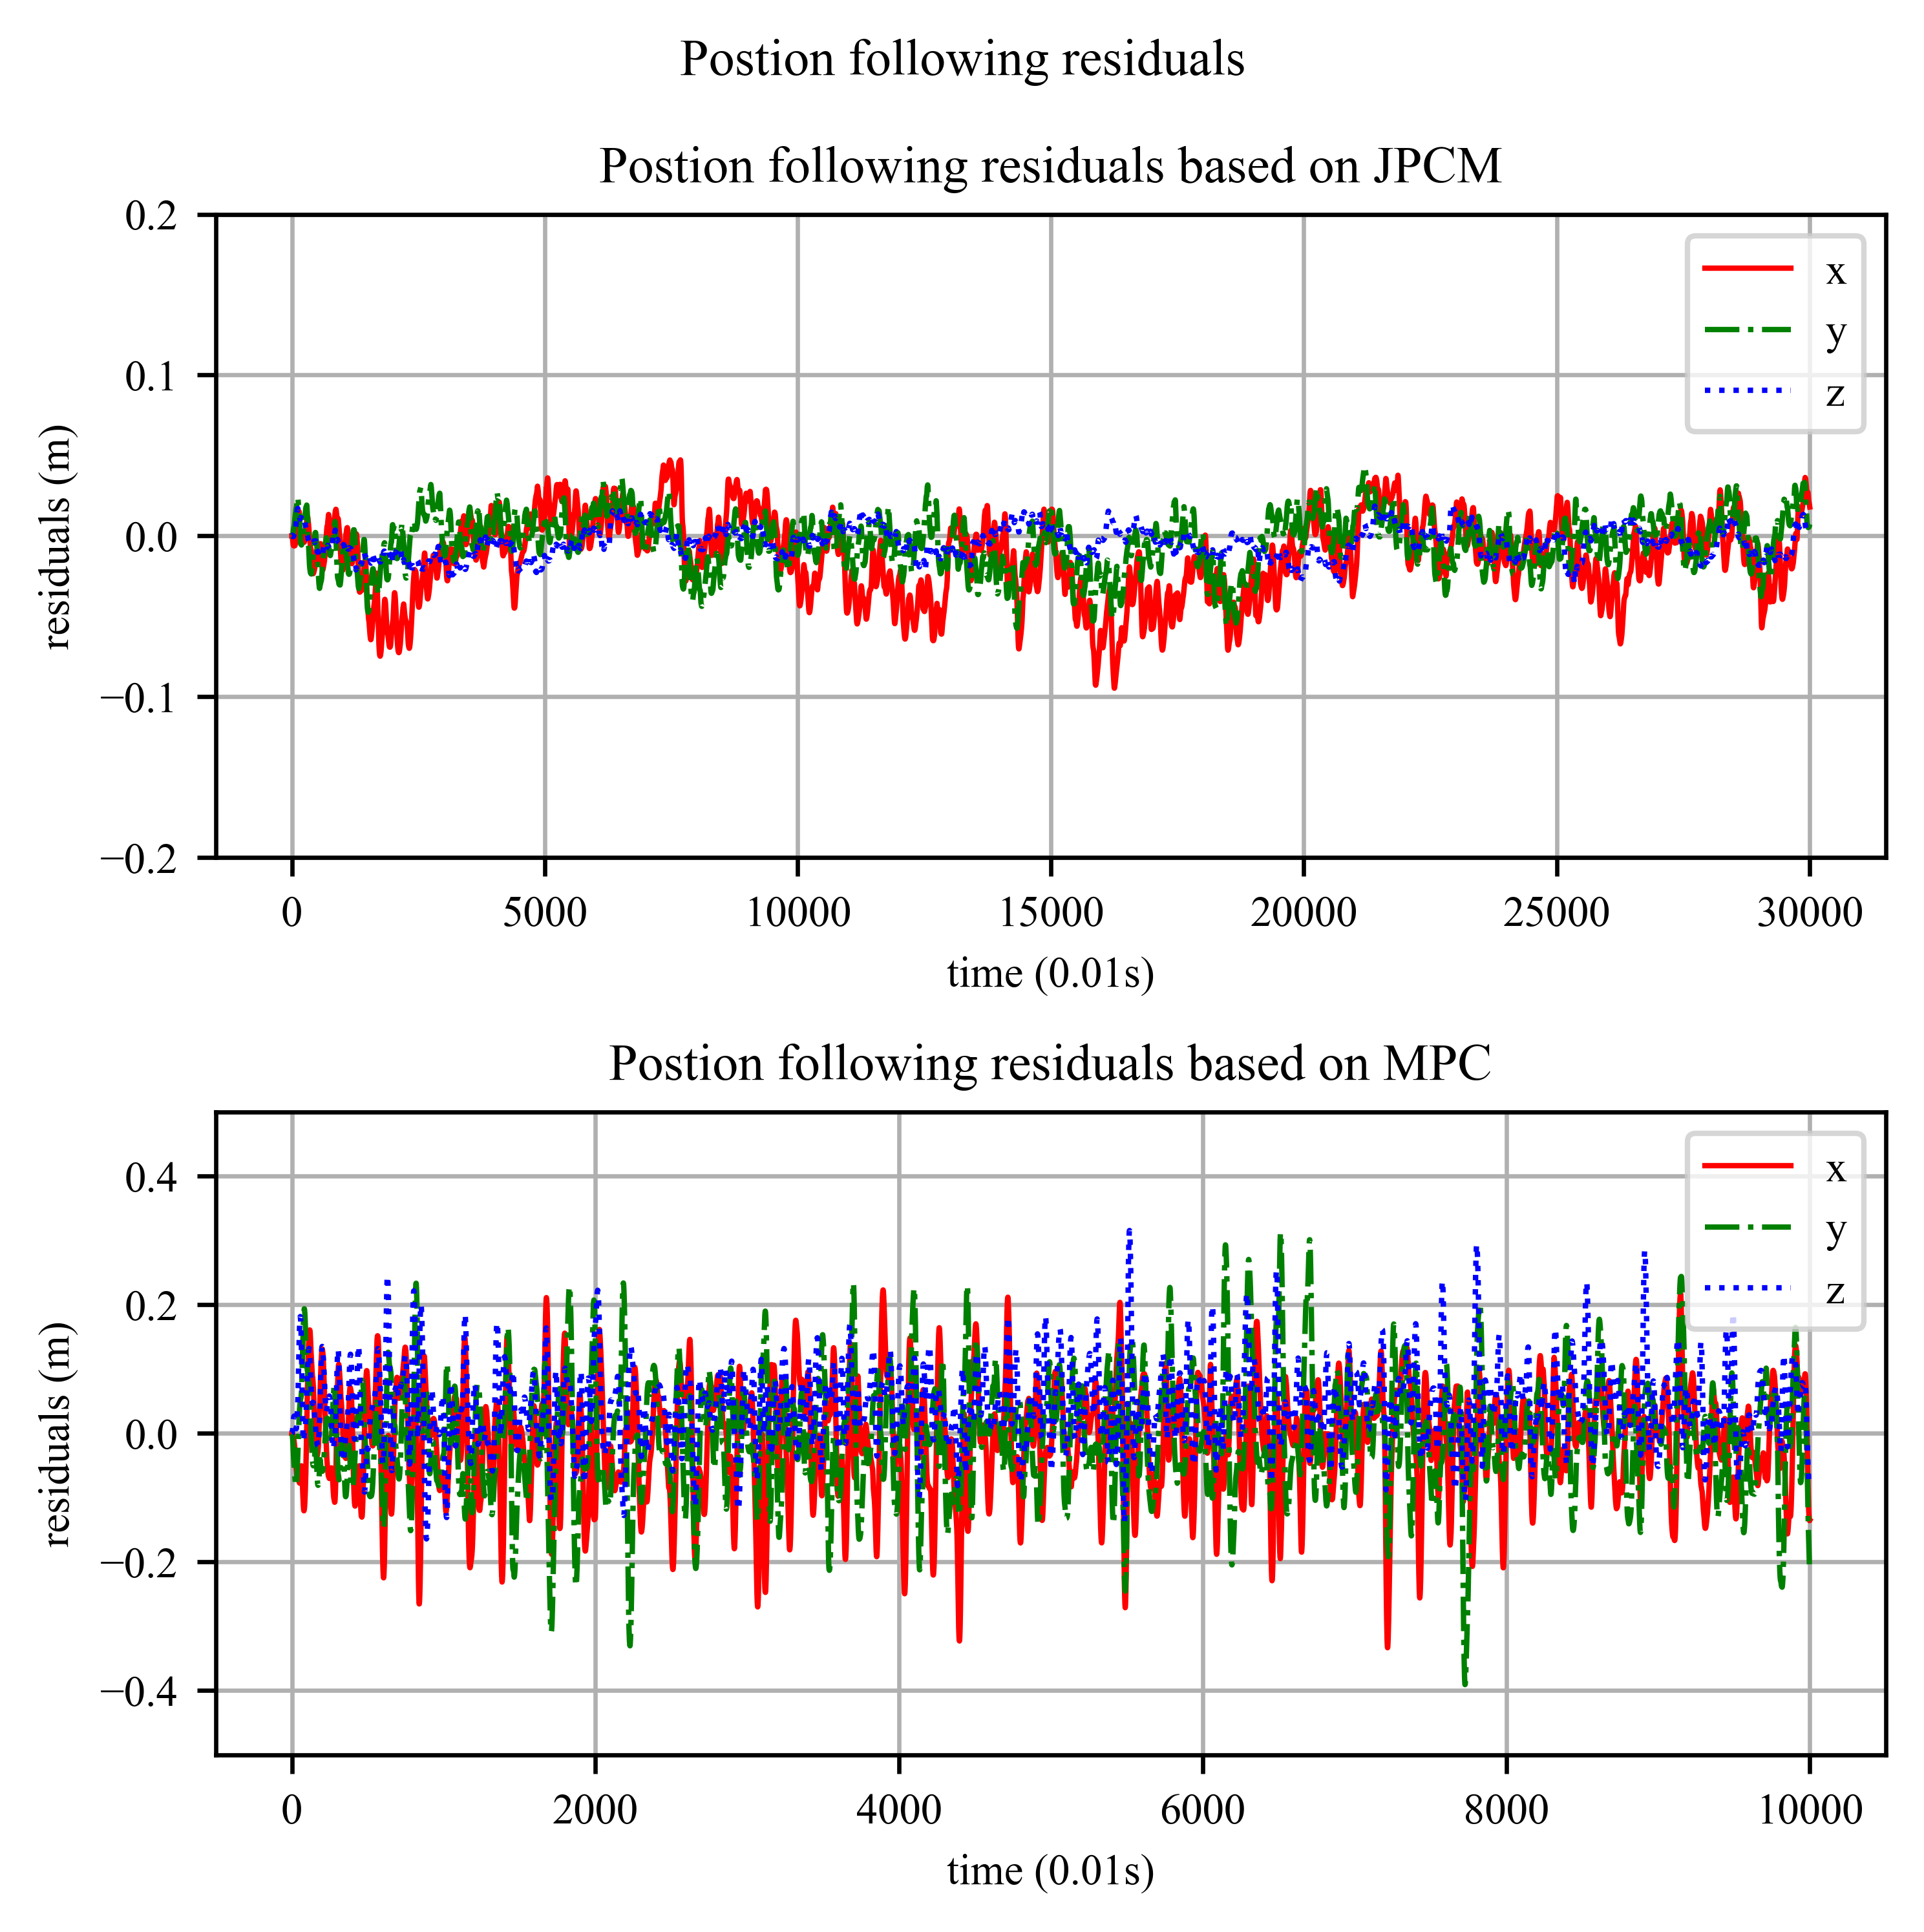 Postion following residuals
Postion following residuals based on JPCM
0.2
0.1
0.0
−0.1
−0.2
residuals (m)
x
y
z
0 5000 10000 15000 20000 25000 30000
time (0.01s)
Postion following residuals based on MPC
0.4
0.2
0.0
−0.2
−0.4
residuals (m)
x
y
z
0 2000 4000 6000 8000 10000
time (0.01s)